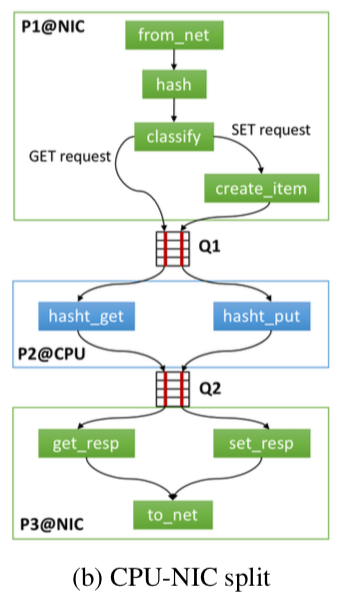 P1@NIC
from_net
hash
classify
SET request
GET request
create_item
Q1
hasht_get
hasht_put
P2@CPU
Q2
get_resp
set_resp
P3@NIC
to_net
(b) CPU-NIC split